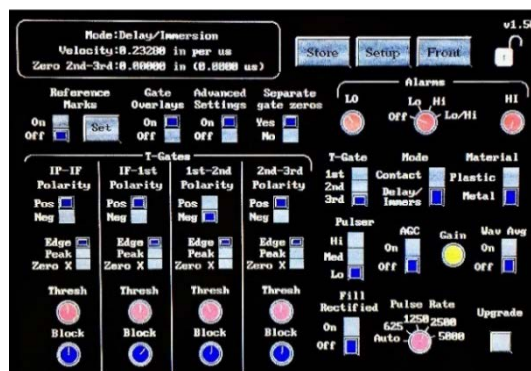 Mode:Delay/Immersion
Velocity:0.23280 in per us
Zero 2nd-3rd:0.00000 in (0.0000 us)
Store
Setup
Front
v1.50
Reference Marks
On
Off
Set
Gate Overlays
On
Off
Advanced Settings
On
Off
Separate gate zeros
Yes
No
Alarms
LO
Off
Lo
Hi
Lo/Hi
HI
T-Gates
IP-IF
Polarity
Pos
Neg
Edge
Peak
Zero X
Thresh
Block
IF-1st
Polarity
Pos
Neg
Edge
Peak
Zero X
Thresh
Block
1st-2nd
Polarity
Pos
Neg
Edge
Peak
Zero X
Thresh
Block
2nd-3rd
Polarity
Pos
Neg
Edge
Peak
Zero X
Thresh
Block
T-Gate
1st
2nd
3rd
Mode
Contact
Delay/
Immers
Material
Plastic
Metal
Pulser
Hi
Med
Lo
AGC
On
Off
Gain
Wav Avg
On
Off
Fill
Rectified
On
Off
Pulse Rate
Auto
625
1250
2500
5000
Upgrade